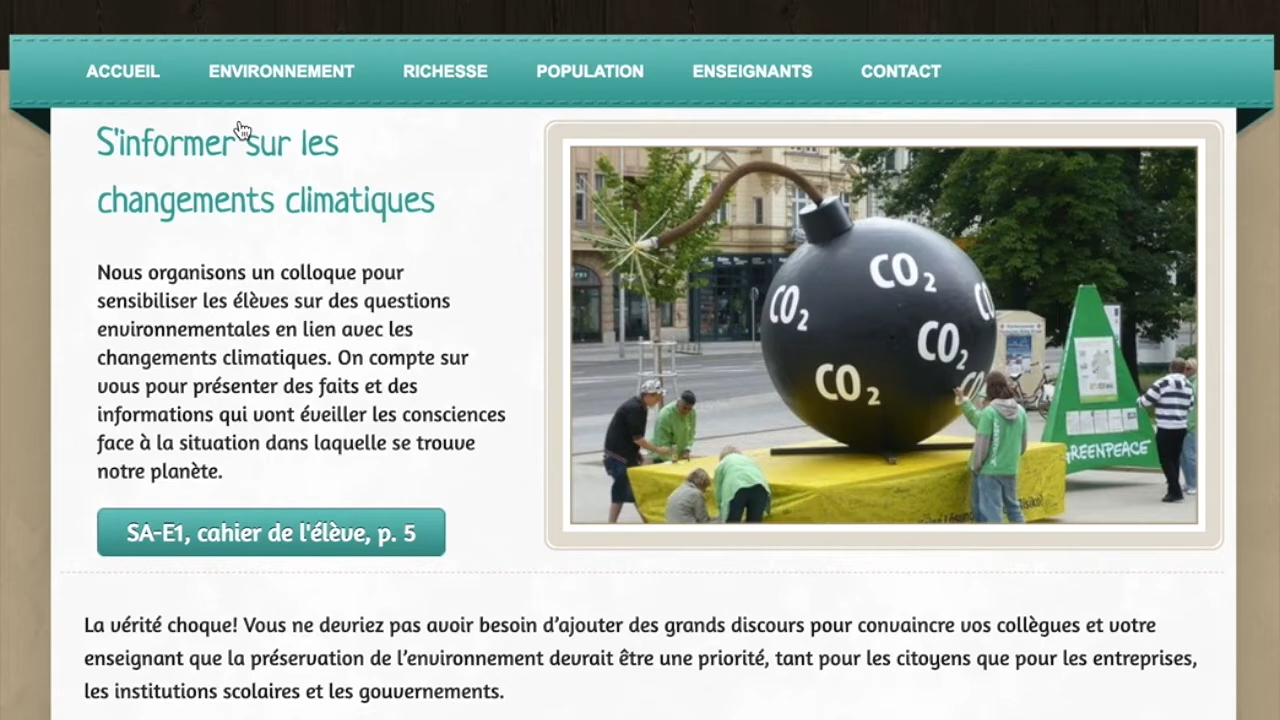 ACCUEIL ENVIRONNEMENT RICHESSE POPULATION ENSEIGNANTS CONTACT
S'informer sur les
changements climatiques
Nous organisons un colloque pour
sensibiliser les élèves sur des questions
environnementales en lien avec les
changements climatiques. On compte sur
vous pour présenter des faits et des
informations qui vont éveiller les consciences
face à la situation dans laquelle se trouve
notre planète.
SA-E1, cahier de l'élève, p. 5
CO2
CO2
CO2
CO2
GREENPEACE
La vérité choque! Vous ne devriez pas avoir besoin d’ajouter des grands discours pour convaincre vos collègues et votre
enseignant que la préservation de l’environnement devrait être une priorité, tant pour les citoyens que pour les entreprises,
les institutions scolaires et les gouvernements.